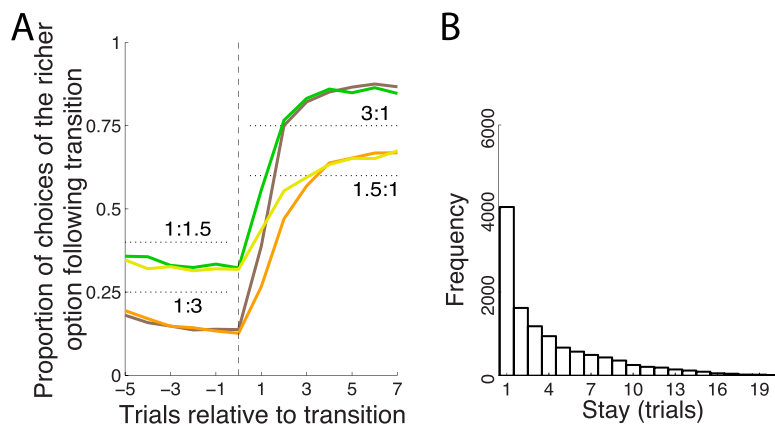 A
Proportion of choices of the richer
option following transition
1
0.75
0.5
0.25
0
3:1
1.5:1
1:1.5
1:3
−5 −3 −1 1 3 5 7
Trials relative to transition
B
Frequency
6000
4000
2000
0
1 4 7 10 13 16 19
Stay (trials)